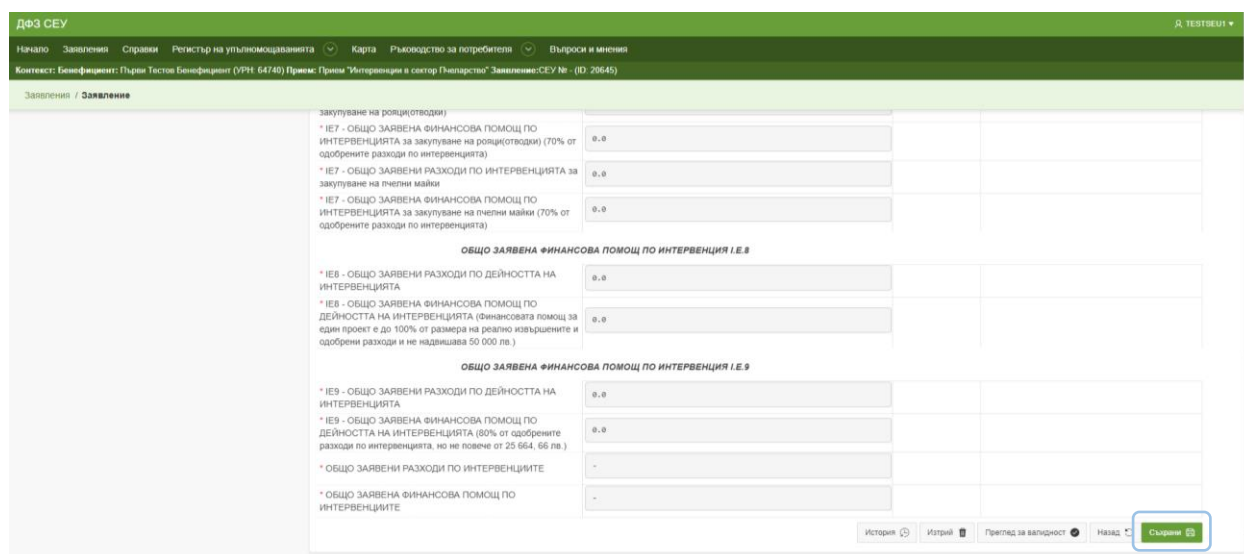 ДФЗ СЕУ
TESTSEU1
Начало Заявления Справки Регистър на упълномощаванията Карта Ръководство за потребителя Въпроси и мнения
Контекст: Бенефициент: Първи Тестов Бенефициент (УРН: 64740) Прием: Прием "Интервенции в сектор Пчеларство" Заявление:СЕУ № - (ID: 20645)
Заявления / Заявление
закупуване на рояци(отводки)
* IE7 - ОБЩО ЗАЯВЕНА ФИНАНСОВА ПОМОЩ ПО
ИНТЕРВЕНЦИЯТА за закупуване на рояци(отводки) (70% от
одобрените разходи по интервенцията)
0.0
* IE7 - ОБЩО ЗАЯВЕНИ РАЗХОДИ ПО ИНТЕРВЕНЦИЯТА за
закупуване на пчелни майки
0.0
* IE7 - ОБЩО ЗАЯВЕНА ФИНАНСОВА ПОМОЩ ПО
ИНТЕРВЕНЦИЯТА за закупуване на пчелни майки (70% от
одобрените разходи по интервенцията)
0.0
ОБЩО ЗАЯВЕНА ФИНАНСОВА ПОМОЩ ПО ИНТЕРВЕНЦИЯ I.E.8
* IE8 - ОБЩО ЗАЯВЕНИ РАЗХОДИ ПО ДЕЙНОСТТА НА
ИНТЕРВЕНЦИЯТА
0.0
* IE8 - ОБЩО ЗАЯВЕНА ФИНАНСОВА ПОМОЩ ПО
ДЕЙНОСТТА НА ИНТЕРВЕНЦИЯТА (Финансовата помощ за
един проект е до 100% от размера на реално извършените и
одобрени разходи и не надвишава 50 000 лв.)
0.0
ОБЩО ЗАЯВЕНА ФИНАНСОВА ПОМОЩ ПО ИНТЕРВЕНЦИЯ I.E.9
* IE9 - ОБЩО ЗАЯВЕНИ РАЗХОДИ ПО ДЕЙНОСТТА НА
ИНТЕРВЕНЦИЯТА
0.0
* IE9 - ОБЩО ЗАЯВЕНА ФИНАНСОВА ПОМОЩ ПО
ДЕЙНОСТТА НА ИНТЕРВЕНЦИЯТА (80% от одобрените
разходи по интервенцията, но не повече от 25 664, 66 лв.)
0.0
* ОБЩО ЗАЯВЕНИ РАЗХОДИ ПО ИНТЕРВЕНЦИИТЕ
-
* ОБЩО ЗАЯВЕНА ФИНАНСОВА ПОМОЩ ПО
ИНТЕРВЕНЦИИТЕ
-
История Изтрий Преглед за валидност Назад Съхрани